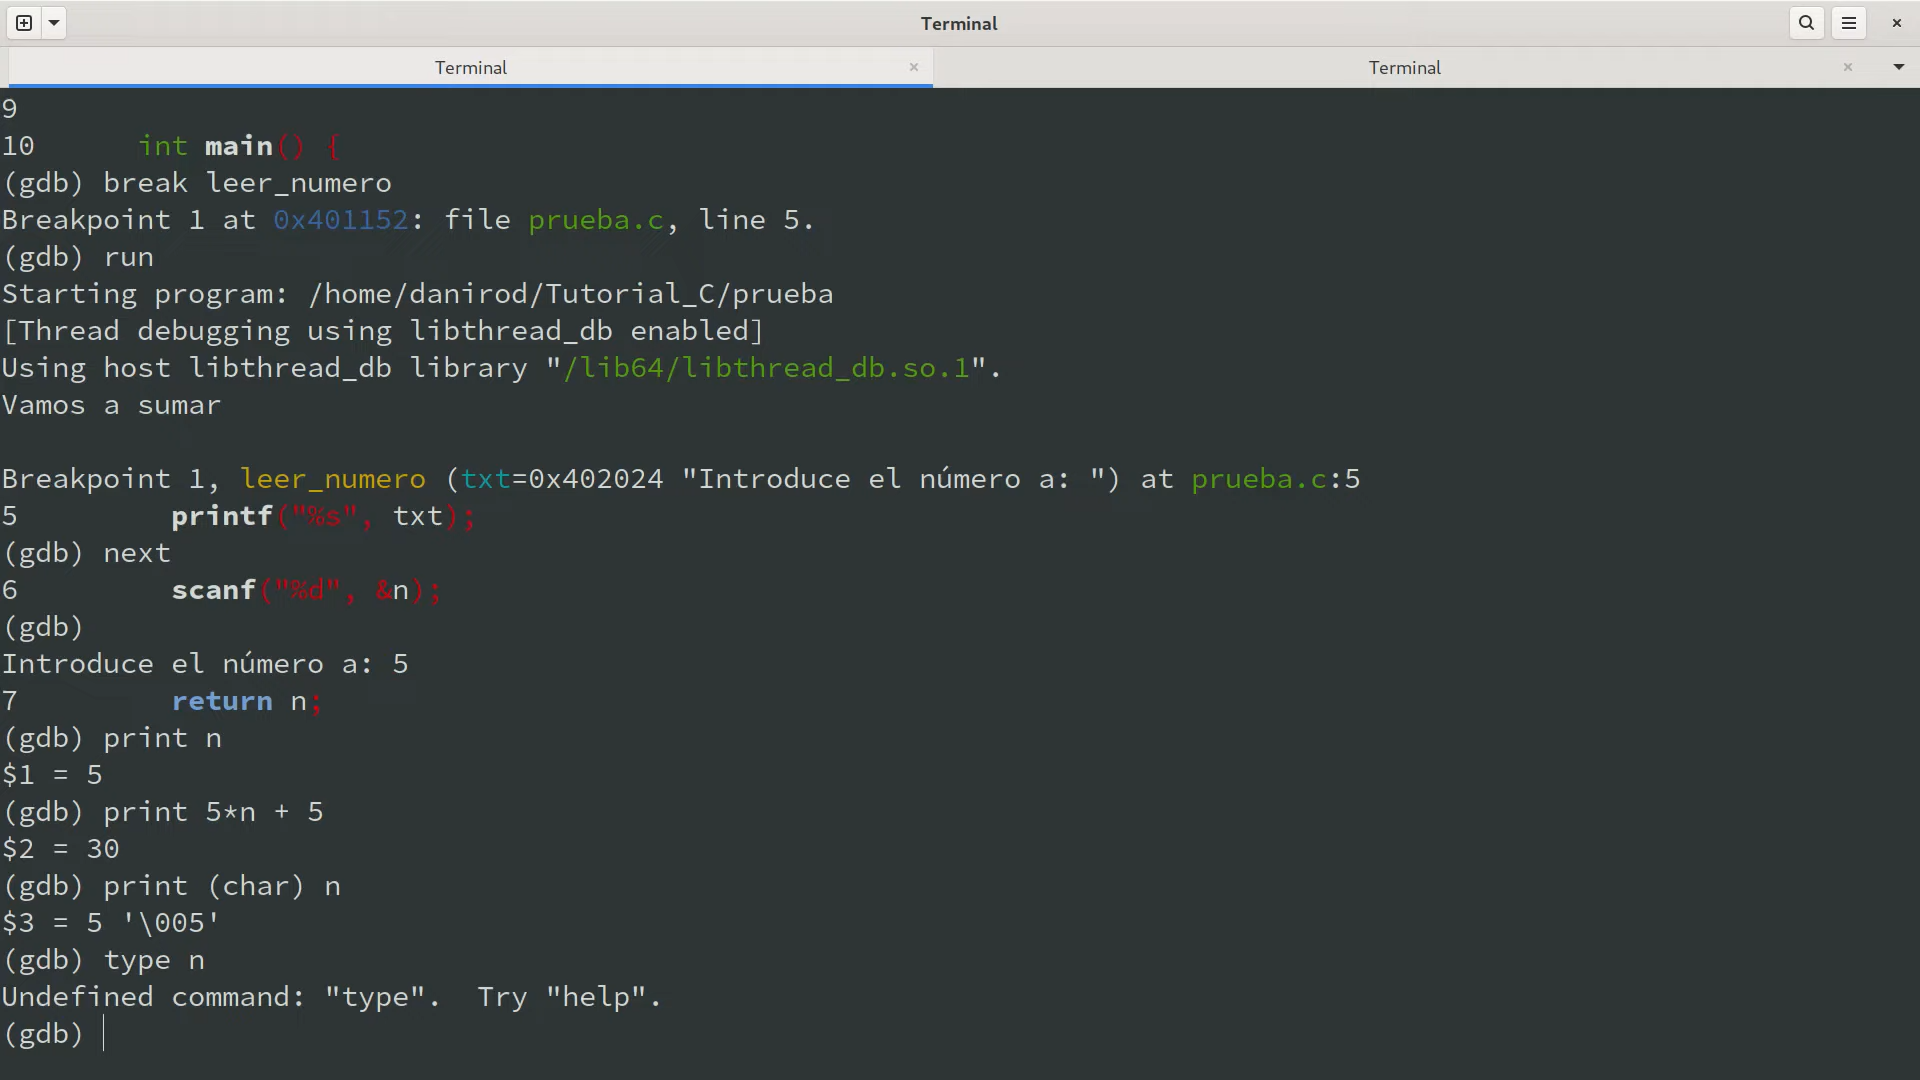 Terminal
Terminal
Terminal
9
10 int main() {
(gdb) break leer_numero
Breakpoint 1 at 0x401152: file prueba.c, line 5.
(gdb) run
Starting program: /home/danirod/Tutorial_C/prueba
[Thread debugging using libthread_db enabled]
Using host libthread_db library "/lib64/libthread_db.so.1".
Vamos a sumar
Breakpoint 1, leer_numero (txt=0x402024 "Introduce el número a: ") at prueba.c:5
5 printf("%s", txt);
(gdb) next
6 scanf("%d", &n);
(gdb)
Introduce el número a: 5
7 return n;
(gdb) print n
$1 = 5
(gdb) print 5*n + 5
$2 = 30
(gdb) print (char) n
$3 = 5 '\005'
(gdb) type n
Undefined command: "type".  Try "help".
(gdb)